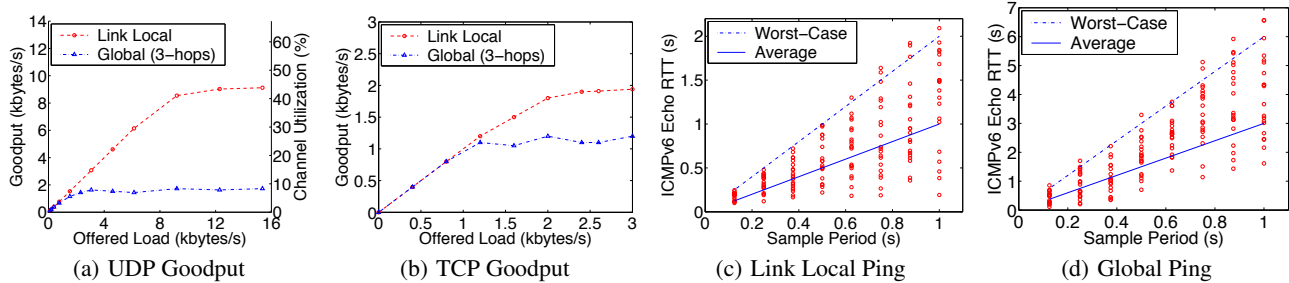 14
12
10
8
6
4
2
0
Goodput (kbytes/s)
Link Local
Global (3-hops)
60
50
40
30
20
10
0
Channel Utilization (%)
0
4
8
12
16
Offered Load (kbytes/s)
(a) UDP Goodput
3
2.5
2
1.5
1
0.5
0
Goodput (kbytes/s)
Link Local
Global (3-hops)
0
0.5
1
1.5
2
2.5
3
Offered Load (kbytes/s)
(b) TCP Goodput
2
1.5
1
0.5
0
ICMPv6 Echo RTT (s)
Worst-Case
Average
0
0.2
0.4
0.6
0.8
1
Sample Period (s)
(c) Link Local Ping
7
6
5
4
3
2
1
0
ICMPv6 Echo RTT (s)
Worst-Case
Average
0
0.2
0.4
0.6
0.8
1
Sample Period (s)
(d) Global Ping